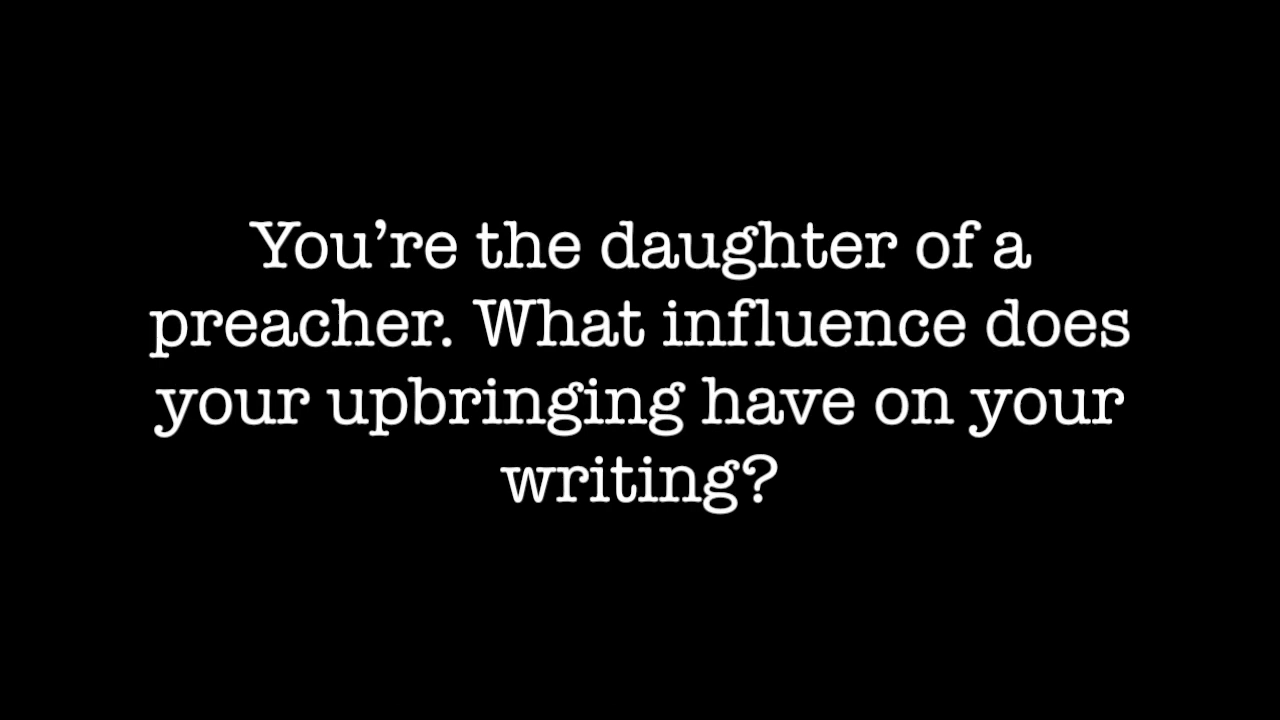 You’re the daughter of a
preacher. What influence does
your upbringing have on your
writing?